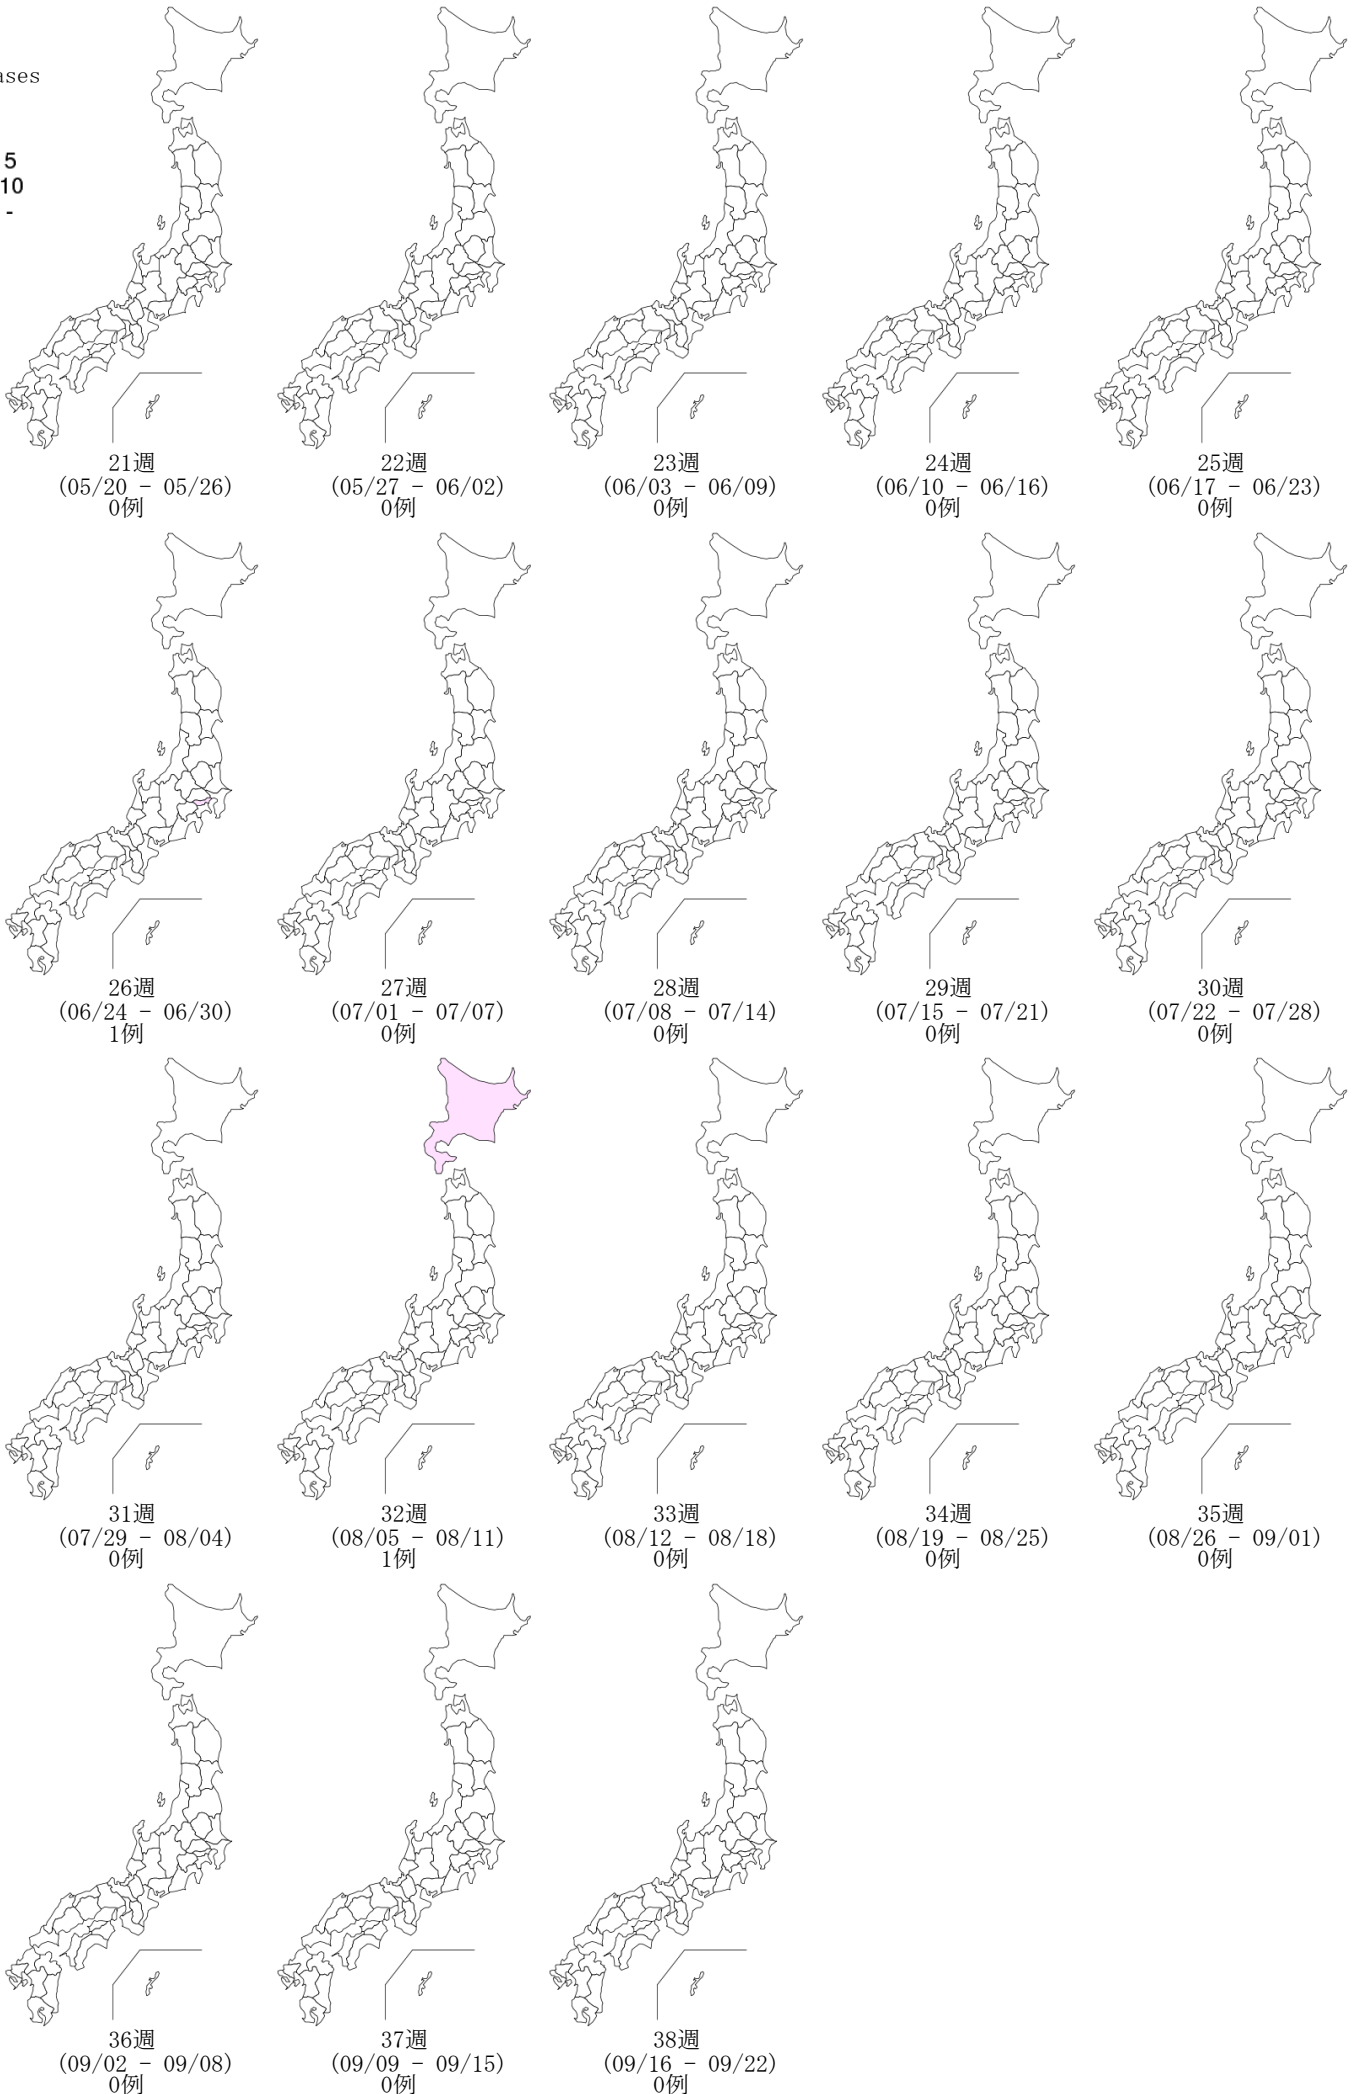 ases
5
10
-
21週
(05/20 - 05/26)
0例
22週
(05/27 - 06/02)
0例
23週
(06/03 - 06/09)
0例
24週
(06/10 - 06/16)
0例
25週
(06/17 - 06/23)
0例
26週
(06/24 - 06/30)
1例
27週
(07/01 - 07/07)
0例
28週
(07/08 - 07/14)
0例
29週
(07/15 - 07/21)
0例
30週
(07/22 - 07/28)
0例
31週
(07/29 - 08/04)
0例
32週
(08/05 - 08/11)
1例
33週
(08/12 - 08/18)
0例
34週
(08/19 - 08/25)
0例
35週
(08/26 - 09/01)
0例
36週
(09/02 - 09/08)
0例
37週
(09/09 - 09/15)
0例
38週
(09/16 - 09/22)
0例